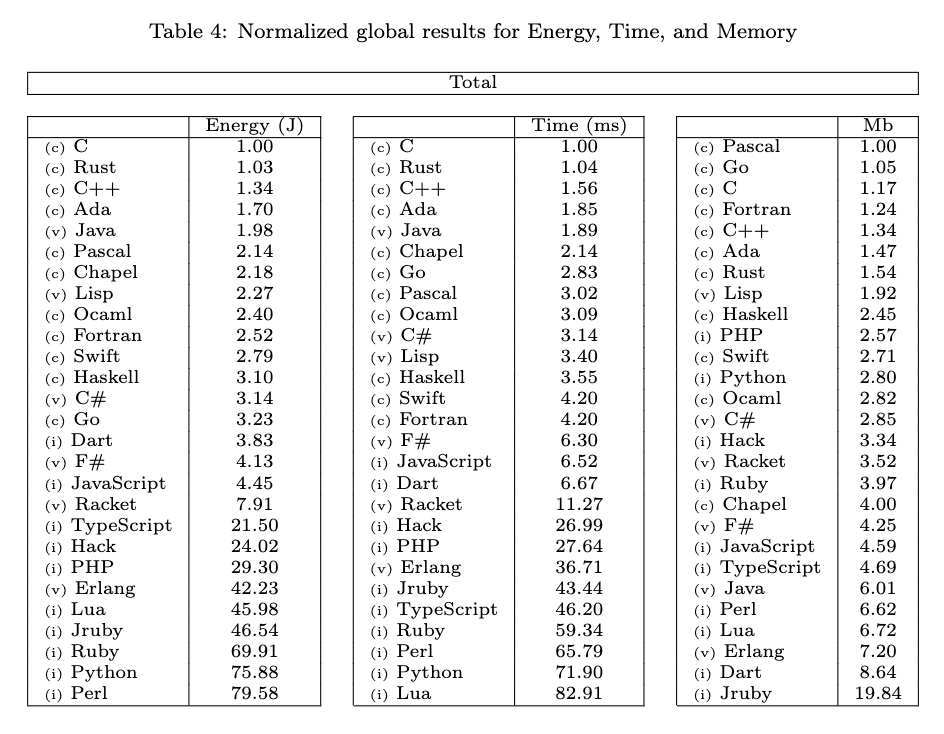 Table 4: Normalized global results for Energy, Time, and Memory
Total
Energy (J)
(c) C 1.00
(c) Rust 1.03
(c) C++ 1.34
(c) Ada 1.70
(v) Java 1.98
(c) Pascal 2.14
(c) Chapel 2.18
(v) Lisp 2.27
(c) Ocaml 2.40
(c) Fortran 2.52
(c) Swift 2.79
(c) Haskell 3.10
(v) C# 3.14
(c) Go 3.23
(i) Dart 3.83
(v) F# 4.13
(i) JavaScript 4.45
(v) Racket 7.91
(i) TypeScript 21.50
(i) Hack 24.02
(i) PHP 29.30
(v) Erlang 42.23
(i) Lua 45.98
(i) Jruby 46.54
(i) Ruby 69.91
(i) Python 75.88
(i) Perl 79.58
Time (ms)
(c) C 1.00
(c) Rust 1.04
(c) C++ 1.56
(c) Ada 1.85
(v) Java 1.89
(c) Chapel 2.14
(c) Go 2.83
(c) Pascal 3.02
(c) Ocaml 3.09
(v) C# 3.14
(v) Lisp 3.40
(c) Haskell 3.55
(c) Swift 4.20
(c) Fortran 4.20
(v) F# 6.30
(i) JavaScript 6.52
(i) Dart 6.67
(v) Racket 11.27
(i) Hack 26.99
(i) PHP 27.64
(v) Erlang 36.71
(i) Jruby 43.44
(i) TypeScript 46.20
(i) Ruby 59.34
(i) Perl 65.79
(i) Python 71.90
(i) Lua 82.91
Mb
(c) Pascal 1.00
(c) Go 1.05
(c) C 1.17
(c) Fortran 1.24
(c) C++ 1.34
(c) Ada 1.47
(c) Rust 1.54
(v) Lisp 1.92
(c) Haskell 2.45
(i) PHP 2.57
(c) Swift 2.71
(i) Python 2.80
(c) Ocaml 2.82
(v) C# 2.85
(i) Hack 3.34
(v) Racket 3.52
(i) Ruby 3.97
(c) Chapel 4.00
(v) F# 4.25
(i) JavaScript 4.59
(i) TypeScript 4.69
(v) Java 6.01
(i) Perl 6.62
(i) Lua 6.72
(v) Erlang 7.20
(i) Dart 8.64
(i) Jruby 19.84